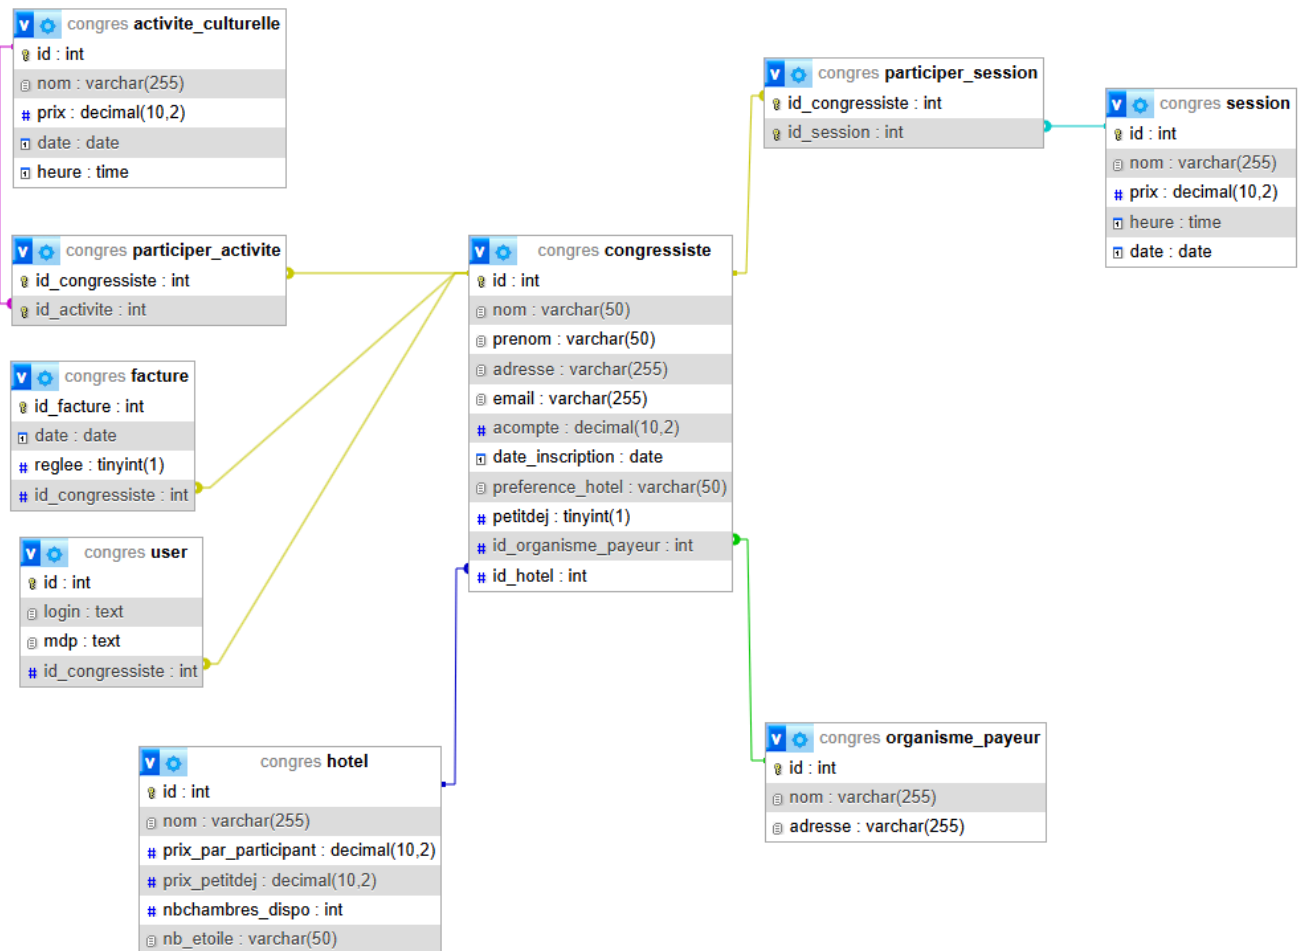 congres activite_culturelle
id : int
nom : varchar(255)
prix : decimal(10,2)
date : date
heure : time
congres participer_activite
id_congressiste : int
id_activite : int
congres facture
id_facture : int
date : date
reglee : tinyint(1)
id_congressiste : int
congres user
id : int
login : text
mdp : text
id_congressiste : int
congres hotel
id : int
nom : varchar(255)
prix_par_participant : decimal(10,2)
prix_petitdej : decimal(10,2)
nbchambres_dispo : int
nb_etoile : varchar(50)
congres congressiste
id : int
nom : varchar(50)
prenom : varchar(50)
adresse : varchar(255)
email : varchar(255)
acompte : decimal(10,2)
date_inscription : date
preference_hotel : varchar(50)
petitdej : tinyint(1)
id_organisme_payeur : int
id_hotel : int
congres participer_session
id_congressiste : int
id_session : int
congres session
id : int
nom : varchar(255)
prix : decimal(10,2)
heure : time
date : date
congres organisme_payeur
id : int
nom : varchar(255)
adresse : varchar(255)